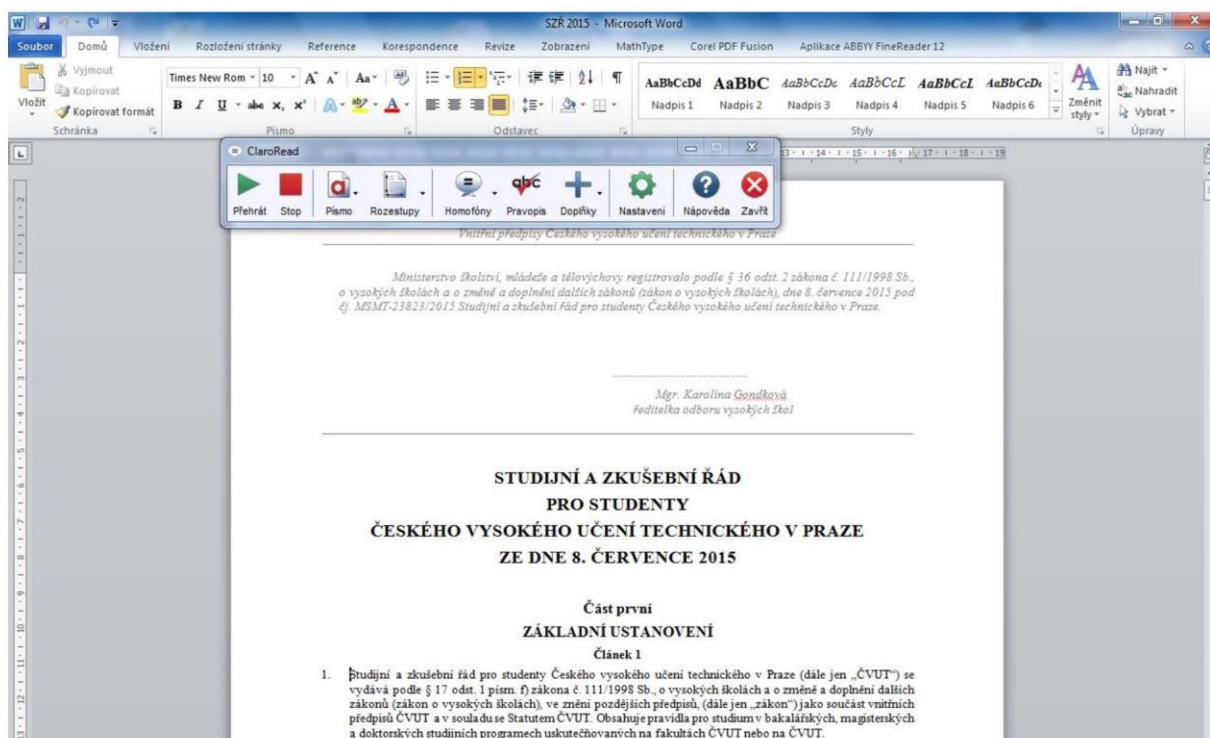 SZŘ 2015 - Microsoft Word
Soubor Domů Vložení Rozložení stránky Reference Korespondence Revize Zobrazení MathType Corel PDF Fusion Aplikace ABBYY FineReader 12
Vložit
Vyjmout
Kopírovat
Kopírovat formát
Schránka
Times New Rom 10
Písmo
Odstavec
AaBbCcDd AaBbC AaBbCcDc AaBbCcL AaBbCcI AaBbCcDc
Nadpis 1 Nadpis 2 Nadpis 3 Nadpis 4 Nadpis 5 Nadpis 6
Změnit styly
Styly
Najít
Nahradit
Vybrat
Úpravy
ClaroRead
Přehrát Stop Písmo Rozestupy Homofóny Pravopis Doplňky Nastavení Nápověda Zavřít
13 14 15 16 17 18 19
Vnitřní předpisy Českého vysokého učení technického v Praze
Ministerstvo školství, mládeže a tělovýchovy registrovalo podle § 36 odst. 2 zákona č. 111/1998 Sb.,
o vysokých školách a o změně a doplnění dalších zákonů (zákon o vysokých školách), dne 8. července 2015 pod
čj. MSMT-23823/2015 Studijní a zkušební řád pro studenty Českého vysokého učení technického v Praze.
Mgr. Karolína Gondková
ředitelka odboru vysokých škol
STUDIJNÍ A ZKUŠEBNÍ ŘÁD
PRO STUDENTY
ČESKÉHO VYSOKÉHO UČENÍ TECHNICKÉHO V PRAZE
ZE DNE 8. ČERVENCE 2015
Část první
ZÁKLADNÍ USTANOVENÍ
Článek 1
1. Studijní a zkušební řád pro studenty Českého vysokého učení technického v Praze (dále jen „ČVUT“) se
vydává podle § 17 odst. 1 písm. f) zákona č. 111/1998 Sb., o vysokých školách a o změně a doplnění dalších
zákonů (zákon o vysokých školách), ve znění pozdějších předpisů, (dále jen „zákon“) jako součást vnitřních
předpisů ČVUT a v souladu se Statutem ČVUT. Obsahuje pravidla pro studium v bakalářských, magisterských
a doktorských studijních programech uskutečňovaných na fakultách ČVUT nebo na ČVUT.